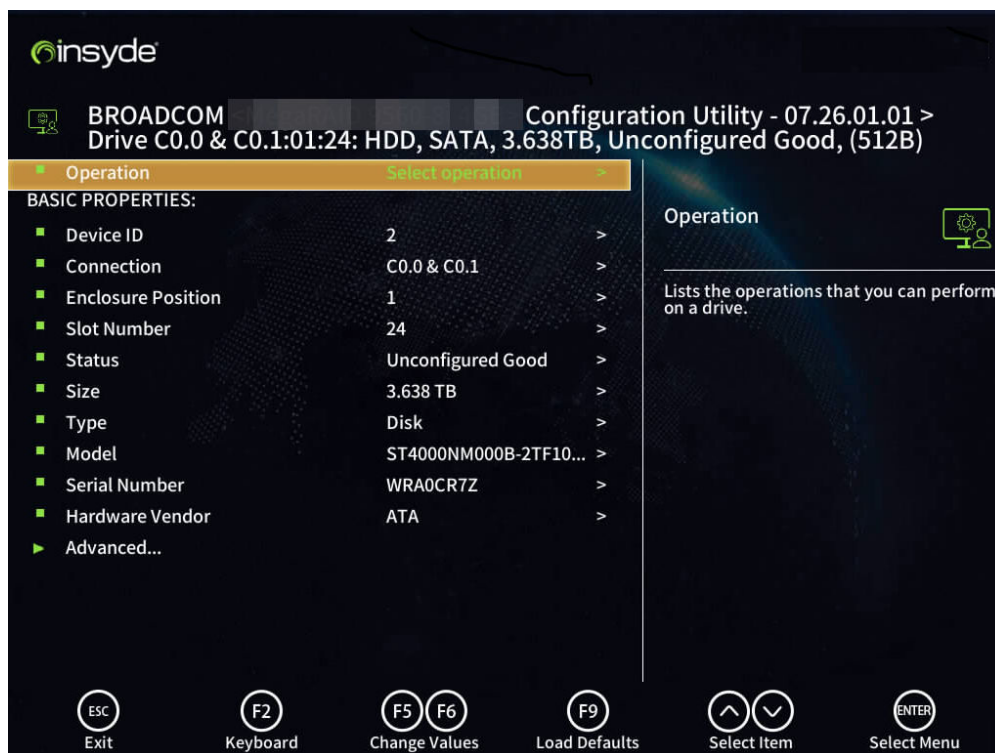 insyde
BROADCOM Configuration Utility - 07.26.01.01 >
Drive C0.0 & C0.1:01:24: HDD, SATA, 3.638TB, Unconfigured Good, (512B)
Operation Select operation >
BASIC PROPERTIES:
Device ID 2 >
Connection C0.0 & C0.1 >
Enclosure Position 1 >
Slot Number 24 >
Status Unconfigured Good >
Size 3.638 TB >
Type Disk >
Model ST4000NM000B-2TF10... >
Serial Number WRA0CR7Z >
Hardware Vendor ATA >
Advanced...
Operation
Lists the operations that you can perform
on a drive.
ESC F2 F5 F6 F9 ENTER
Exit Keyboard Change Values Load Defaults Select Item Select Menu